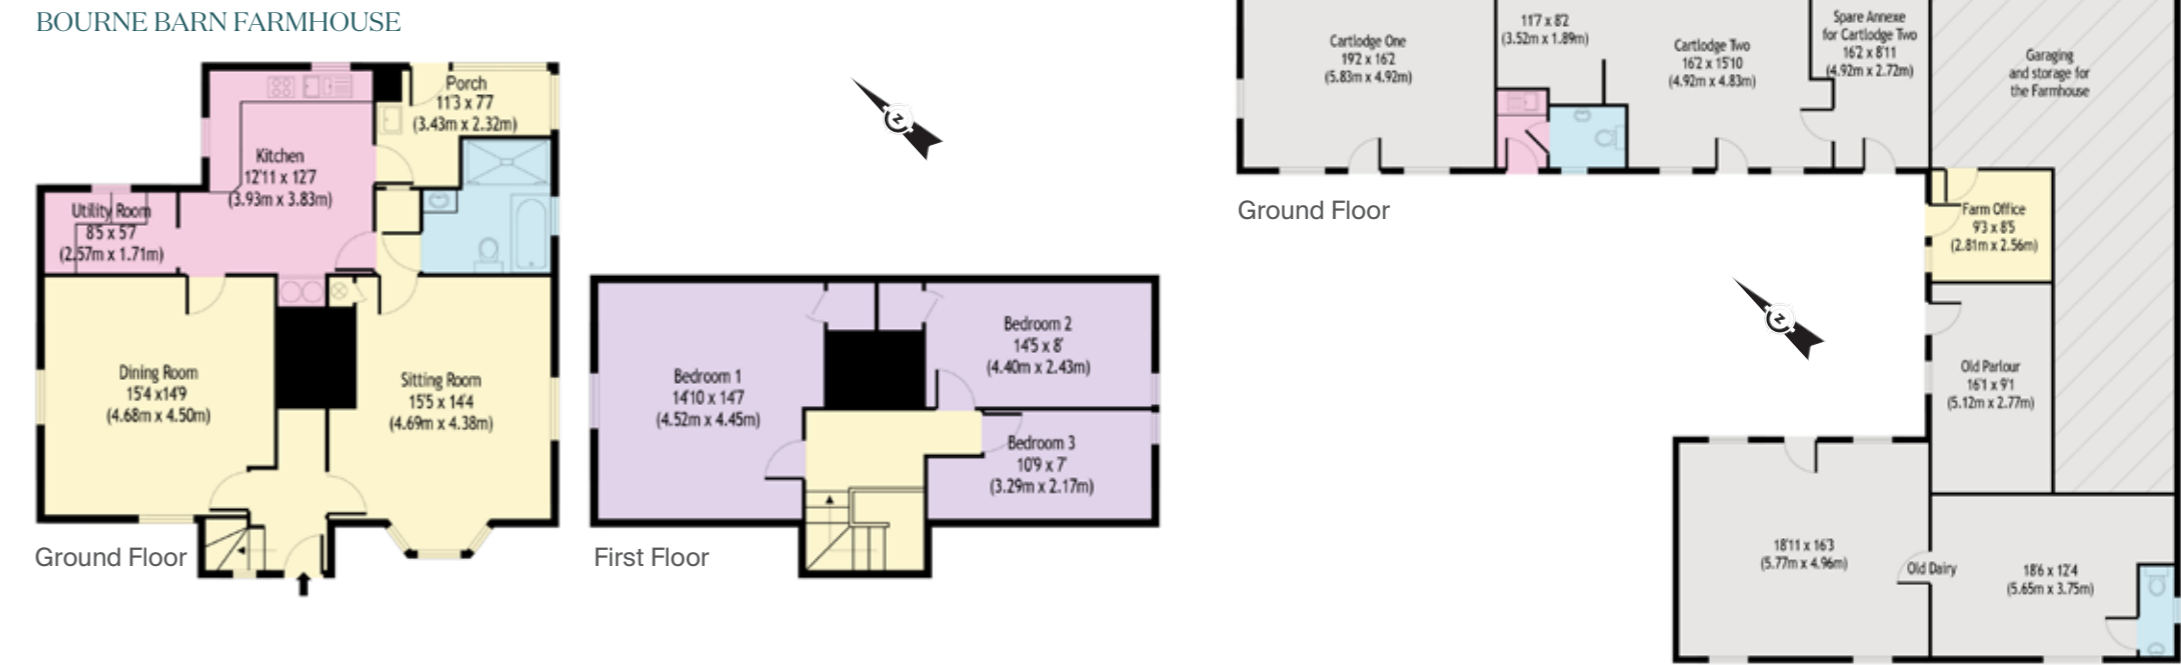 BOURNE BARN FARMHOUSE
Porch
11'3 x 7'7
(3.43m x 2.32m)
Kitchen
12'11 x 12'7
(3.93m x 3.83m)
Utility Room
8'5 x 5'7
(2.57m x 1.71m)
Dining Room
15'4 x14'9
(4.68m x 4.50m)
Sitting Room
15'5 x 14'4
(4.69m x 4.38m)
Ground Floor
N
Bedroom 1
14'10 x 14'7
(4.52m x 4.45m)
Bedroom 2
14'5 x 8'
(4.40m x 2.43m)
Bedroom 3
10'9 x 7'
(3.29m x 2.17m)
First Floor
Cartlodge One
19'2 x 16'2
(5.83m x 4.92m)
11'7 x 8'2
(3.52m x 1.89m)
Cartlodge Two
16'2 x 15'10
(4.92m x 4.83m)
Spare Annexe
for Cartlodge Two
16'2 x 8'11
(4.92m x 2.72m)
Garaging
and storage for
the Farmhouse
Ground Floor
Farm Office
9'3 x 8'5
(2.81m x 2.56m)
N
Old Parlour
16'1 x 9'1
(5.12m x 2.77m)
18'11 x 16'3
(5.77m x 4.96m)
Old Dairy
18'6 x 12'4
(5.65m x 3.75m)